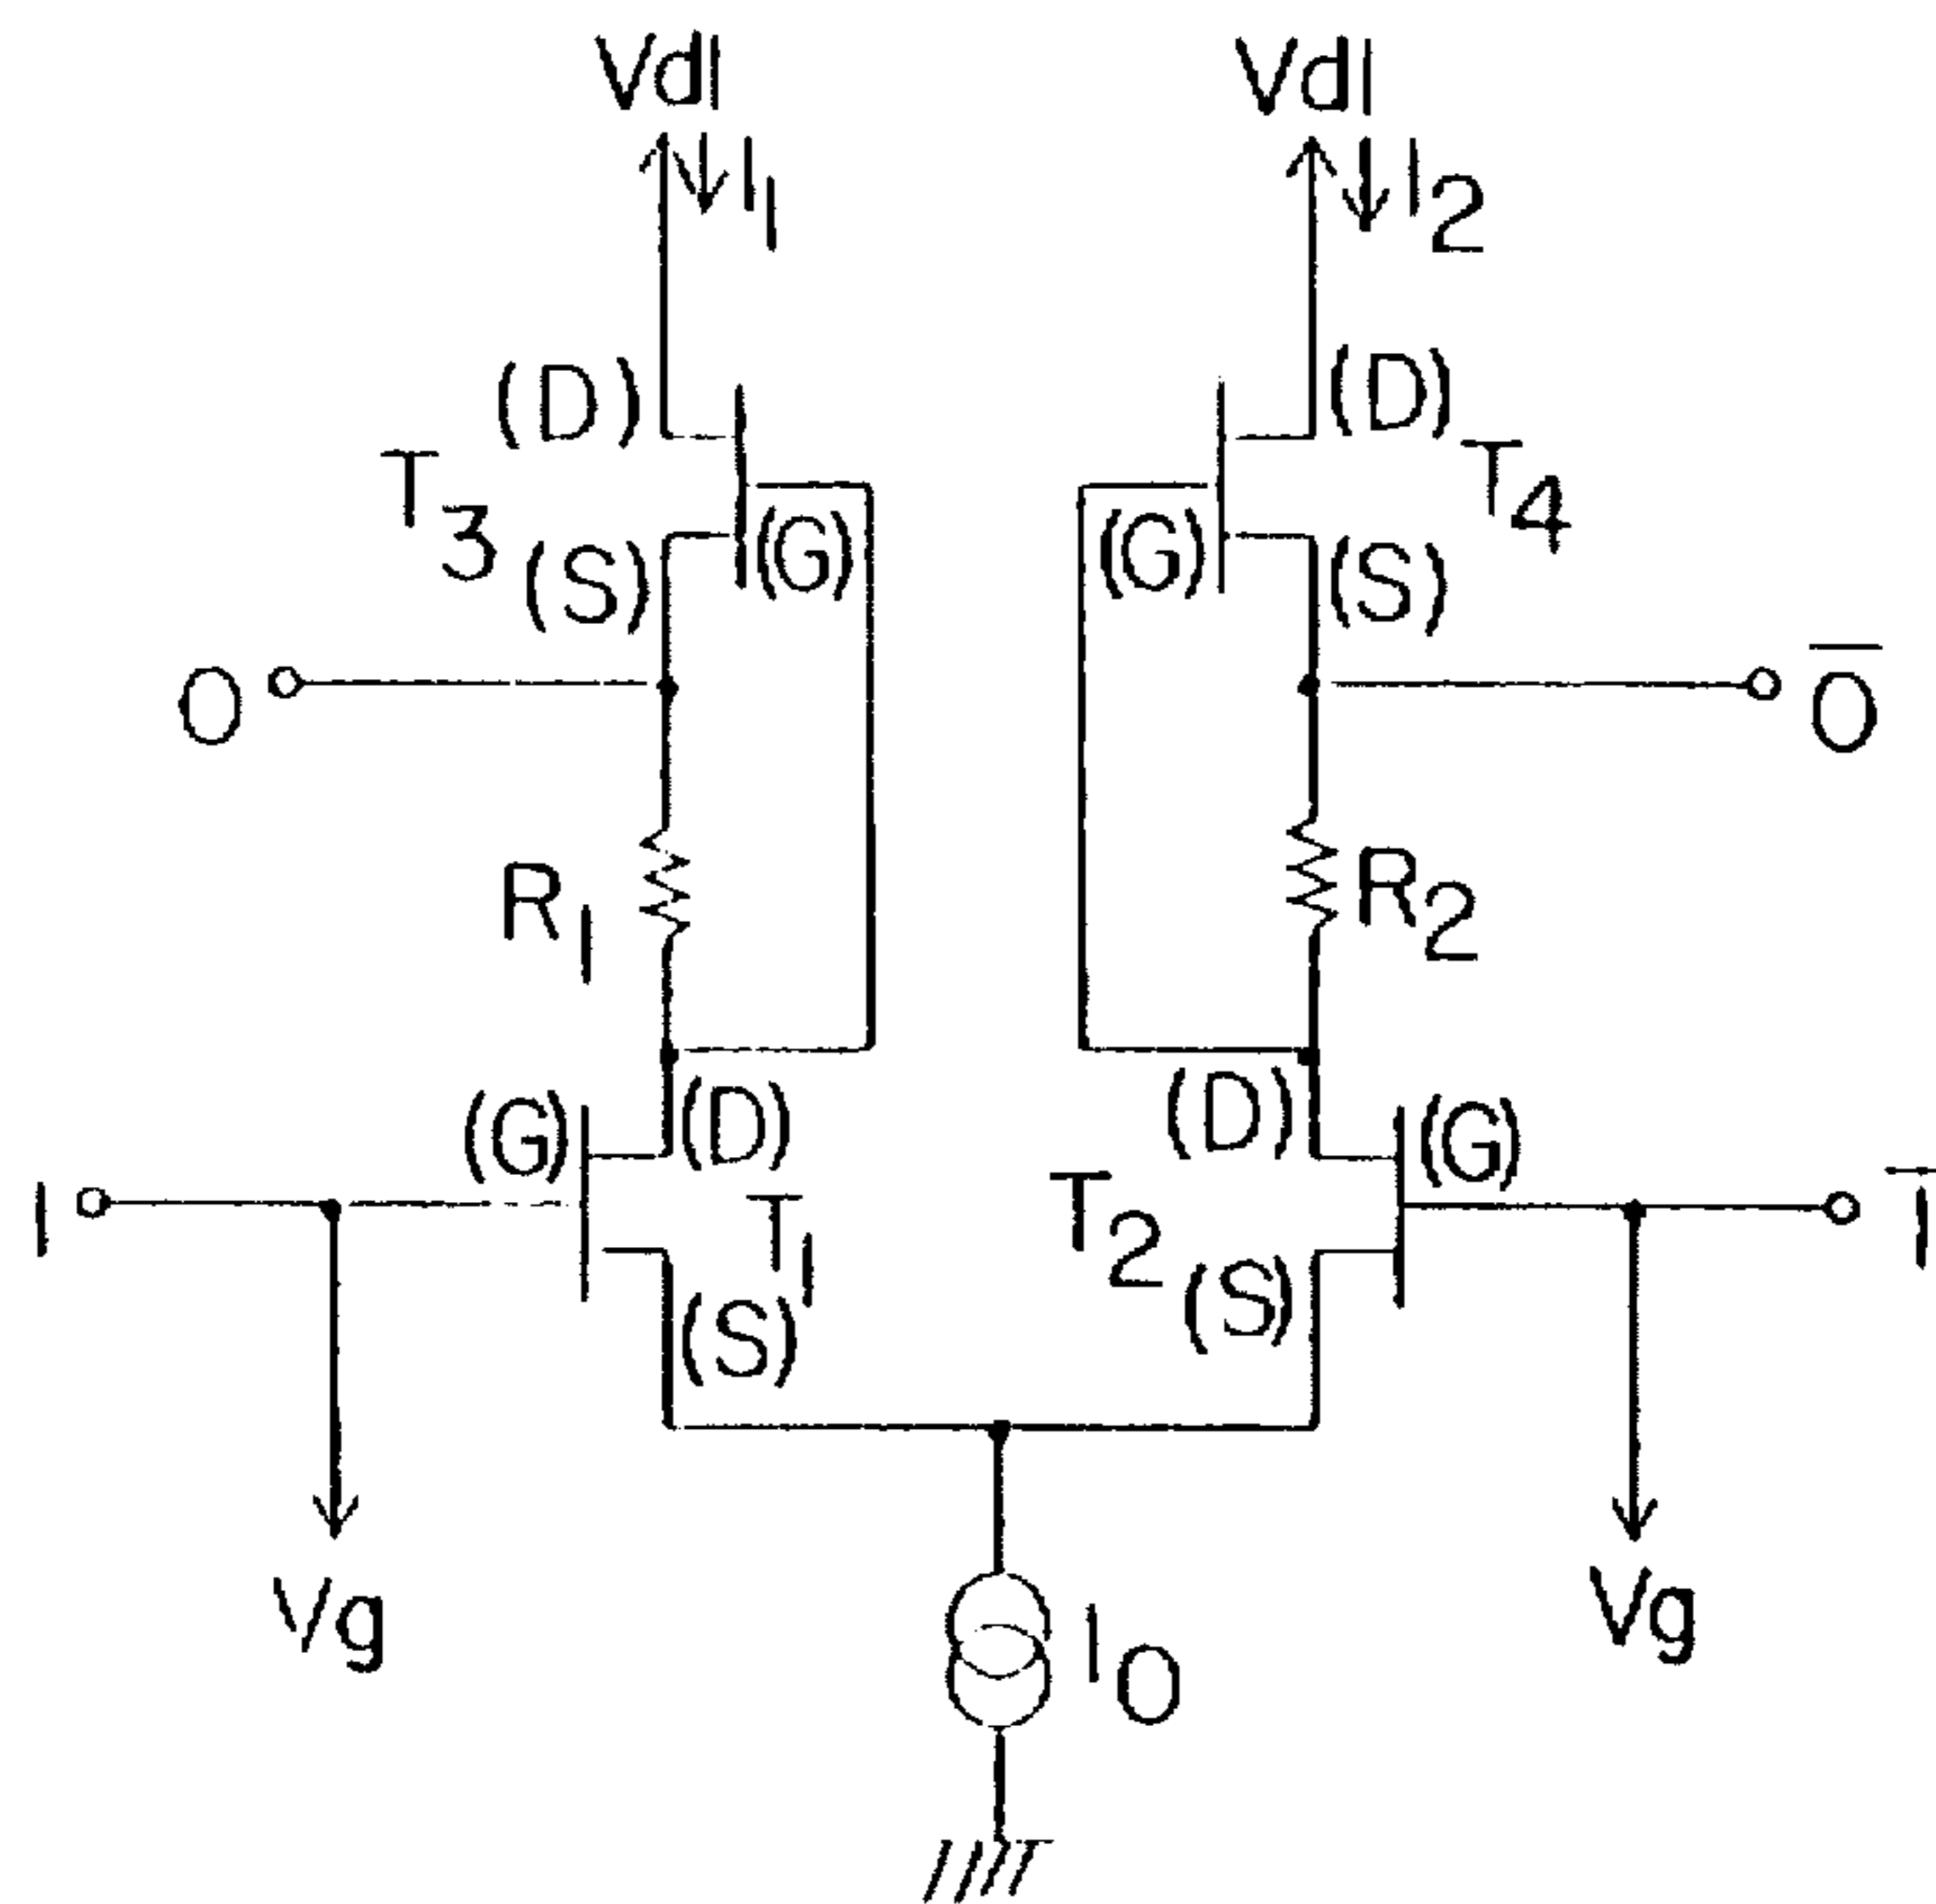 Vdl Vdl
I1 I2
(D) (D)
T3 T4
(S) (G) (G) (S)
O O̅
R1 R2
(G) (D) (D) (G)
I T1 T2 I̅
(S) (S)
Vg I0 Vg